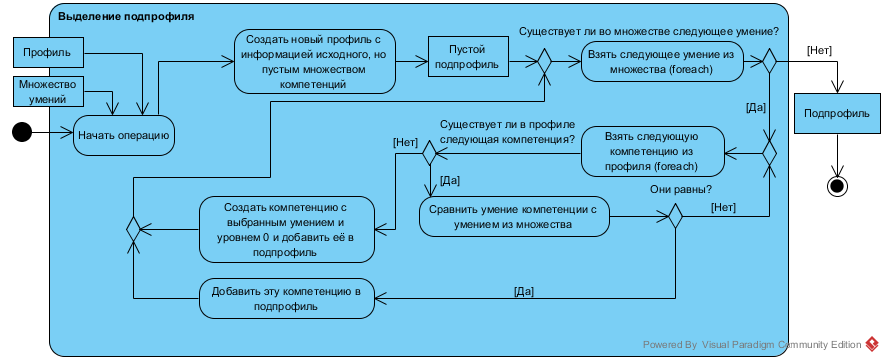 Выделение подпрофиля
Профиль
Множество
умений
Начать операцию
Создать новый профиль с
информацией исходного, но
пустым множеством
компетенций
Пустой
подпрофиль
Существует ли во множестве следующее умение?
Взять следующее умение из
множества (foreach)
[Нет]
[Да]
Подпрофиль
Взять следующую
компетенцию из
профиля (foreach)
Существует ли в профиле
следующая компетенция?
[Нет]
[Да]
Сравнить умение компетенции с
умением из множества
Они равны?
[Нет]
[Да]
Создать компетенцию с
выбранным умением и
уровнем 0 и добавить её в
подпрофиль
Добавить эту компетенцию в
подпрофиль
Powered By Visual Paradigm Community Edition